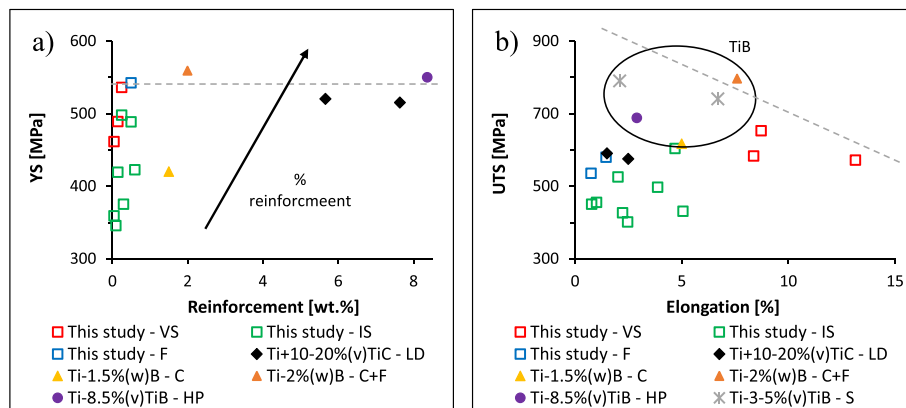 a)
600
500
400
300
YS [MPa]
%
reinforcmeent
0 2 4 6 8
Reinforcement [wt.%]
This study - VS
This study - IS
This study - F
Ti+10-20%(v)TiC - LD
Ti-1.5%(w)B - C
Ti-2%(w)B - C+F
Ti-8.5%(v)TiB - HP
b)
900
700
500
300
UTS [MPa]
TiB
0 5 10 15
Elongation [%]
This study - VS
This study - IS
This study - F
Ti+10-20%(v)TiC - LD
Ti-1.5%(w)B - C
Ti-2%(w)B - C+F
Ti-8.5%(v)TiB - HP
Ti-3-5%(v)TiB - S